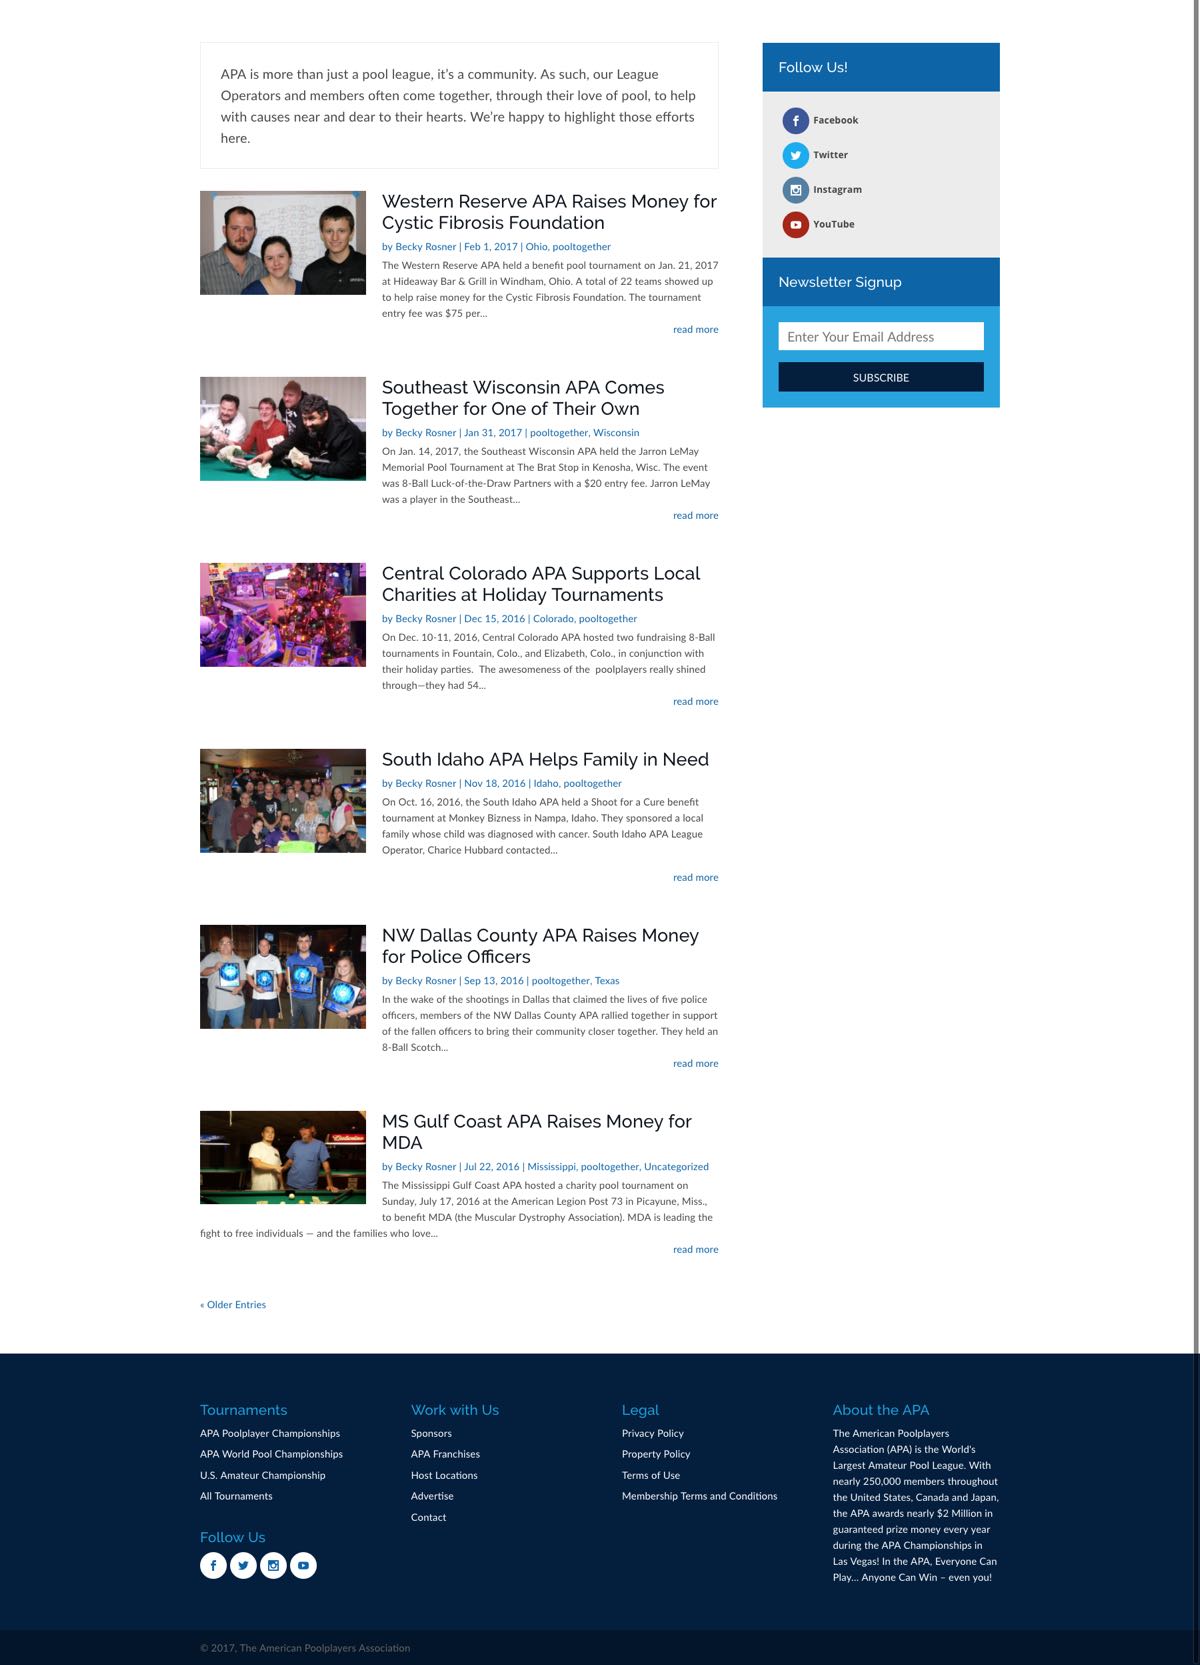 APA is more than just a pool league, it's a community. As such, our League
Operators and members often come together, through their love of pool, to help
with causes near and dear to their hearts. We're happy to highlight those efforts
here.
Western Reserve APA Raises Money for
Cystic Fibrosis Foundation
by Becky Rosner | Feb 1, 2017 | Ohio, pooltogether
The Western Reserve APA held a benefit pool tournament on Jan. 21, 2017
at Hideaway Bar & Grill in Windham, Ohio. A total of 22 teams showed up
to help raise money for the Cystic Fibrosis Foundation. The tournament
entry fee was $75 per...
read more
Southeast Wisconsin APA Comes
Together for One of Their Own
by Becky Rosner | Jan 31, 2017 | pooltogether, Wisconsin
On Jan. 14, 2017, the Southeast Wisconsin APA held the Jarron LeMay
Memorial Pool Tournament at The Brat Stop in Kenosha, Wisc. The event
was 8-Ball Luck-of-the-Draw Partners with a $20 entry fee. Jarron LeMay
was a player in the Southeast...
read more
Central Colorado APA Supports Local
Charities at Holiday Tournaments
by Becky Rosner | Dec 15, 2016 | Colorado, pooltogether
On Dec. 10-11, 2016, Central Colorado APA hosted two fundraising 8-Ball
tournaments in Fountain, Colo., and Elizabeth, Colo., in conjunction with
their holiday parties.  The awesomeness of the  poolplayers really shined
through—they had 54...
read more
South Idaho APA Helps Family in Need
by Becky Rosner | Nov 18, 2016 | Idaho, pooltogether
On Oct. 16, 2016, the South Idaho APA held a Shoot for a Cure benefit
tournament at Monkey Bizness in Nampa, Idaho. They sponsored a local
family whose child was diagnosed with cancer. South Idaho APA League
Operator, Charice Hubbard contacted...
read more
NW Dallas County APA Raises Money
for Police Officers
by Becky Rosner | Sep 13, 2016 | pooltogether, Texas
In the wake of the shootings in Dallas that claimed the lives of five police
officers, members of the NW Dallas County APA rallied together in support
of the fallen officers to bring their community closer together. They held an
8-Ball Scotch...
read more
MS Gulf Coast APA Raises Money for
MDA
by Becky Rosner | Jul 22, 2016 | Mississippi, pooltogether, Uncategorized
The Mississippi Gulf Coast APA hosted a charity pool tournament on
Sunday, July 17, 2016 at the American Legion Post 73 in Picayune, Miss.,
to benefit MDA (the Muscular Dystrophy Association). MDA is leading the
fight to free individuals — and the families who love...
read more
« Older Entries
Follow Us!
Facebook
Twitter
Instagram
YouTube
Newsletter Signup
Enter Your Email Address
SUBSCRIBE
Tournaments
APA Poolplayer Championships
APA World Pool Championships
U.S. Amateur Championship
All Tournaments
Follow Us
Work with Us
Sponsors
APA Franchises
Host Locations
Advertise
Contact
Legal
Privacy Policy
Property Policy
Terms of Use
Membership Terms and Conditions
About the APA
The American Poolplayers
Association (APA) is the World's
Largest Amateur Pool League. With
nearly 250,000 members throughout
the United States, Canada and Japan,
the APA awards nearly $2 Million in
guaranteed prize money every year
during the APA Championships in
Las Vegas! In the APA, Everyone Can
Play... Anyone Can Win – even you!
© 2017, The American Poolplayers Association